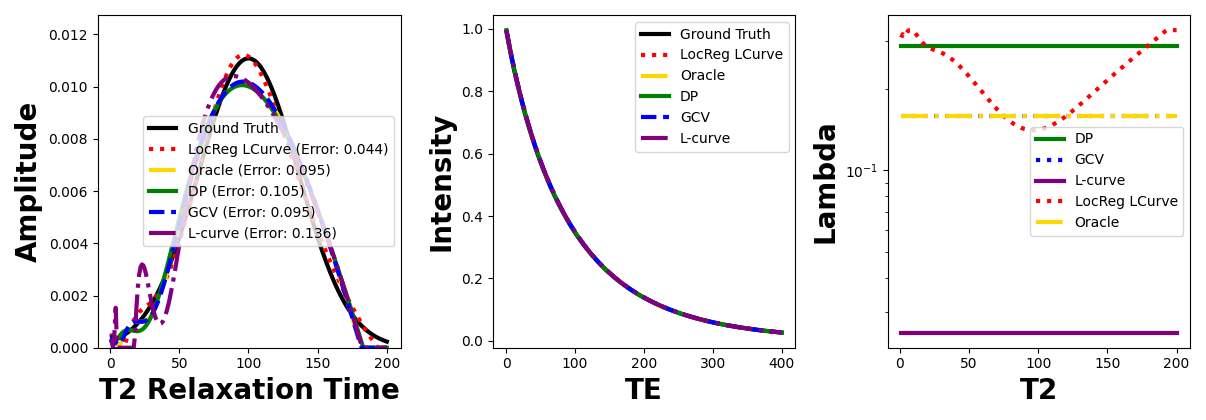 Amplitude
0.012
0.010
0.008
0.006
0.004
0.002
0.000
0 50 100 150 200
T2 Relaxation Time
Ground Truth
LocReg LCurve (Error: 0.044)
Oracle (Error: 0.095)
DP (Error: 0.105)
GCV (Error: 0.095)
L-curve (Error: 0.136)
Intensity
1.0
0.8
0.6
0.4
0.2
0.0
0 100 200 300 400
TE
Ground Truth
LocReg LCurve
Oracle
DP
GCV
L-curve
Lambda
10⁻¹
0 50 100 150 200
T2
DP
GCV
L-curve
LocReg LCurve
Oracle